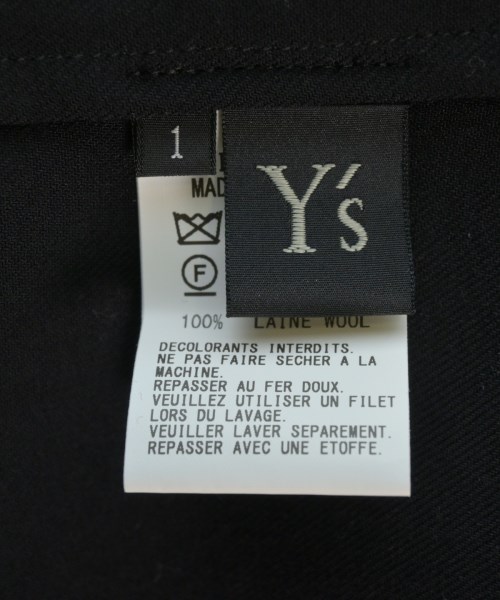 1
Y's
MAD
F
100% LAINE WOOL
DECOLORANTS INTERDITS.
NE PAS FAIRE SECHER A LA
MACHINE.
REPASSER AU FER DOUX.
VEUILLEZ UTILISER UN FILET
LORS DU LAVAGE.
VEUILLER LAVER SEPAREMENT.
REPASSER AVEC UNE ETOFFE.